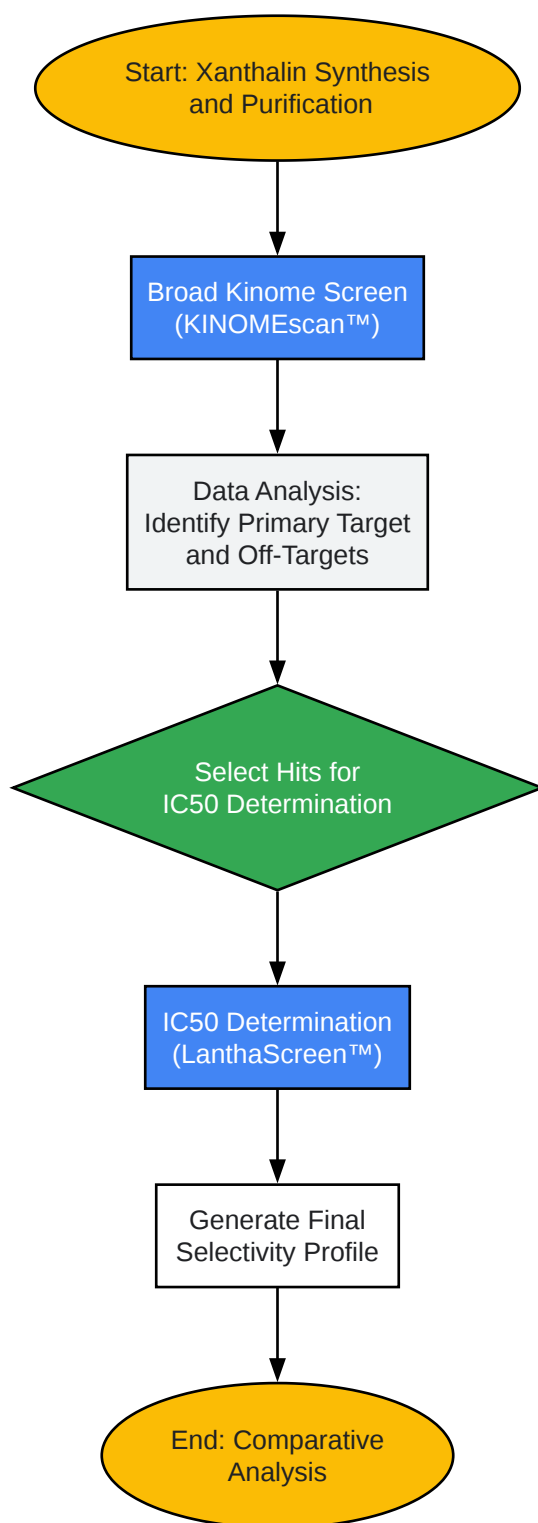 Start: Xanthalin Synthesis
and Purification
Broad Kinome Screen
(KINOMEscan™)
Data Analysis:
Identify Primary Target
and Off-Targets
Select Hits for
IC50 Determination
IC50 Determination
(LanthaScreen™)
Generate Final
Selectivity Profile
End: Comparative
Analysis